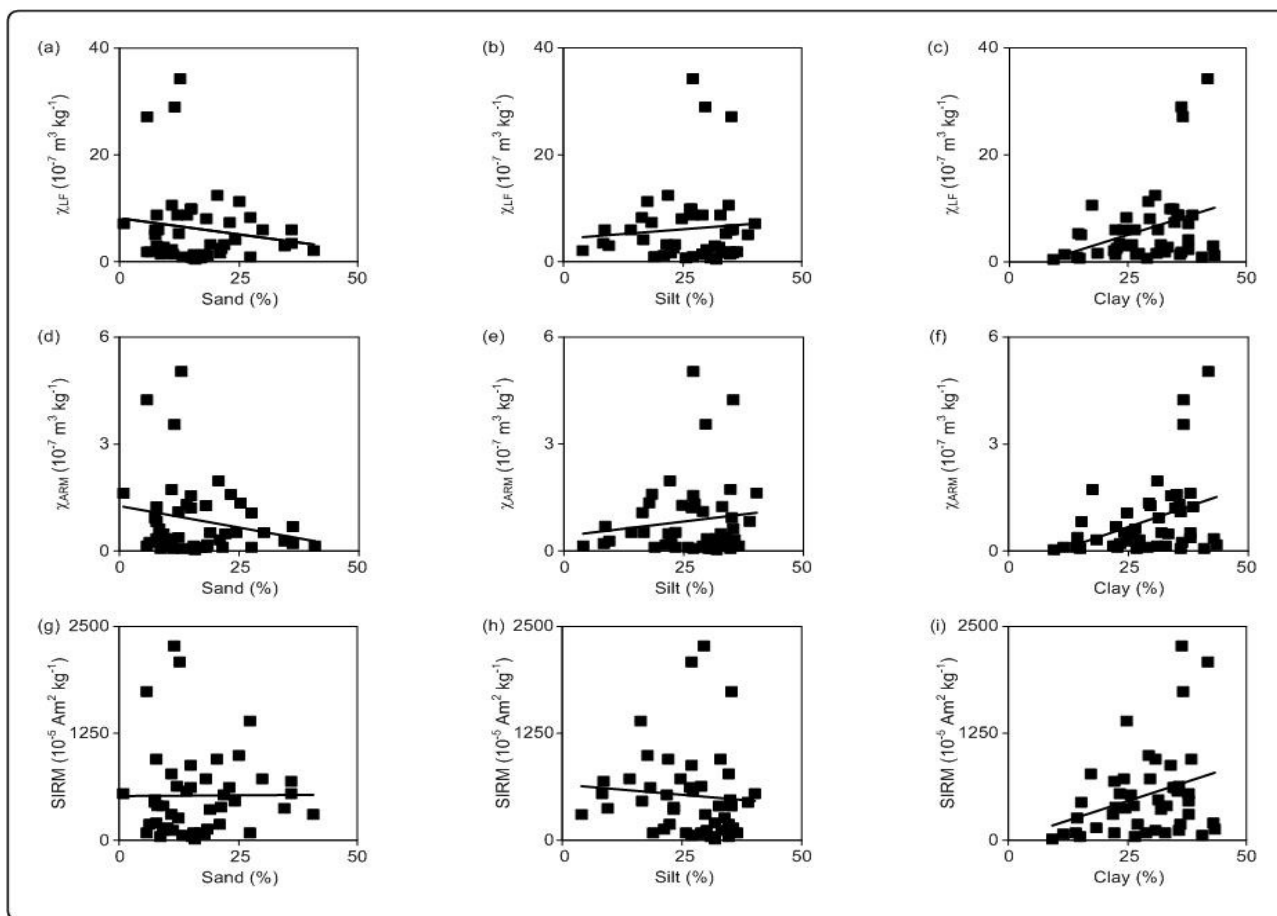 (a)
40
20
0
χLF (10⁻⁷ m³ kg⁻¹)
0 25 50
Sand (%)
(b)
40
20
0
χLF (10⁻⁷ m³ kg⁻¹)
0 25 50
Silt (%)
(c)
40
20
0
χLF (10⁻⁷ m³ kg⁻¹)
0 25 50
Clay (%)
(d)
6
3
0
χARM (10⁻⁷ m³ kg⁻¹)
0 25 50
Sand (%)
(e)
6
3
0
χARM (10⁻⁷ m³ kg⁻¹)
0 25 50
Silt (%)
(f)
6
3
0
χARM (10⁻⁷ m³ kg⁻¹)
0 25 50
Clay (%)
(g)
2500
1250
0
SIRM (10⁻⁵ Am² kg⁻¹)
0 25 50
Sand (%)
(h)
2500
1250
0
SIRM (10⁻⁵ Am² kg⁻¹)
0 25 50
Silt (%)
(i)
2500
1250
0
SIRM (10⁻⁵ Am² kg⁻¹)
0 25 50
Clay (%)